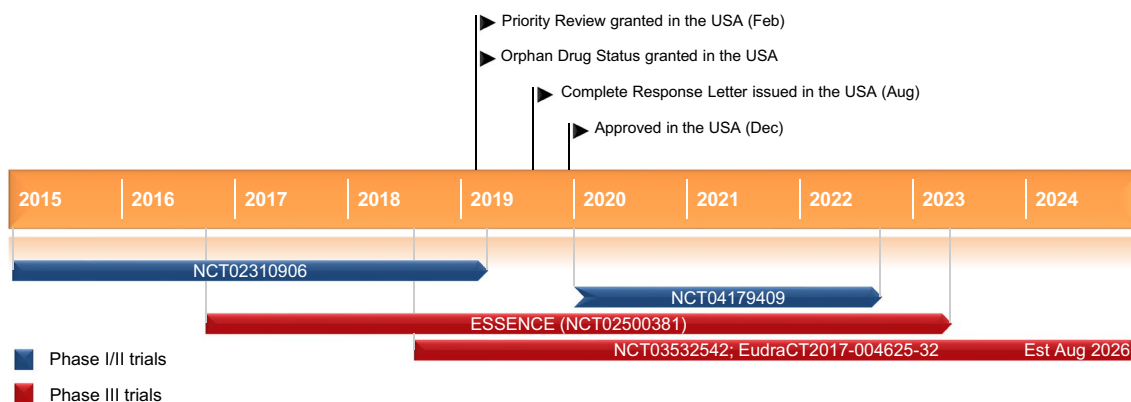 Priority Review granted in the USA (Feb)
Orphan Drug Status granted in the USA
Complete Response Letter issued in the USA (Aug)
Approved in the USA (Dec)
2015 2016 2017 2018 2019 2020 2021 2022 2023 2024
NCT02310906
NCT04179409
ESSENCE (NCT02500381)
NCT03532542; EudraCT2017-004625-32 Est Aug 2026
Phase I/II trials
Phase III trials